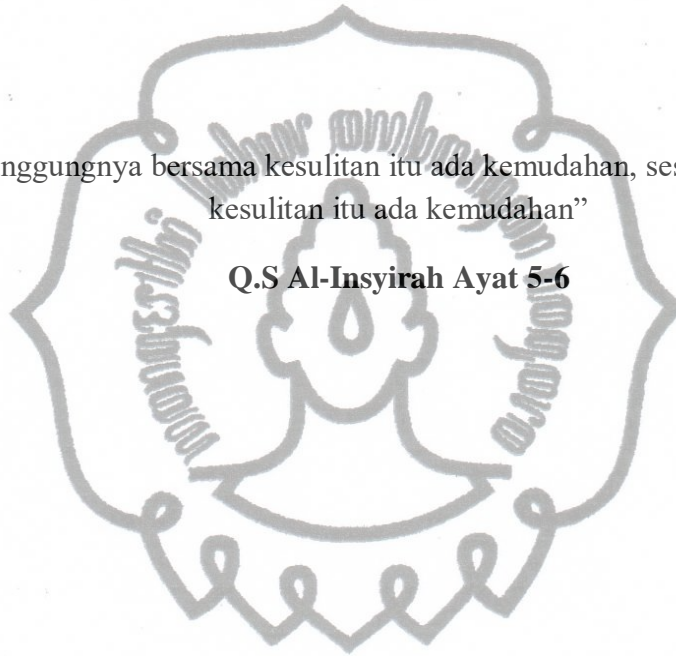 nggungnya bersama kesulitan itu ada kemudahan, ses
kesulitan itu ada kemudahan”
Q.S Al-Insyirah Ayat 5-6